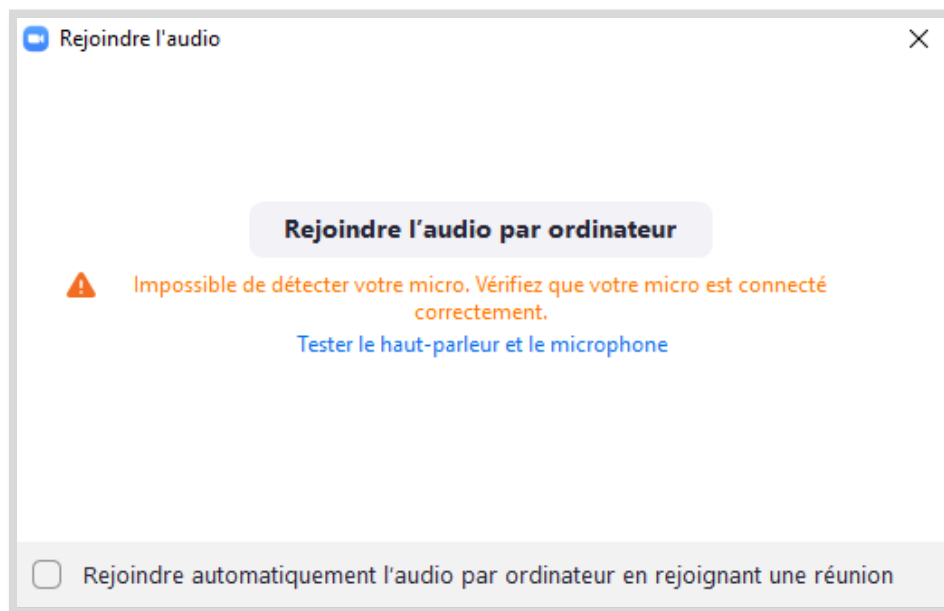 Rejoindre l'audio
Rejoindre l’audio par ordinateur
Impossible de détecter votre micro. Vérifiez que votre micro est connecté
correctement.
Tester le haut-parleur et le microphone
Rejoindre automatiquement l'audio par ordinateur en rejoignant une réunion